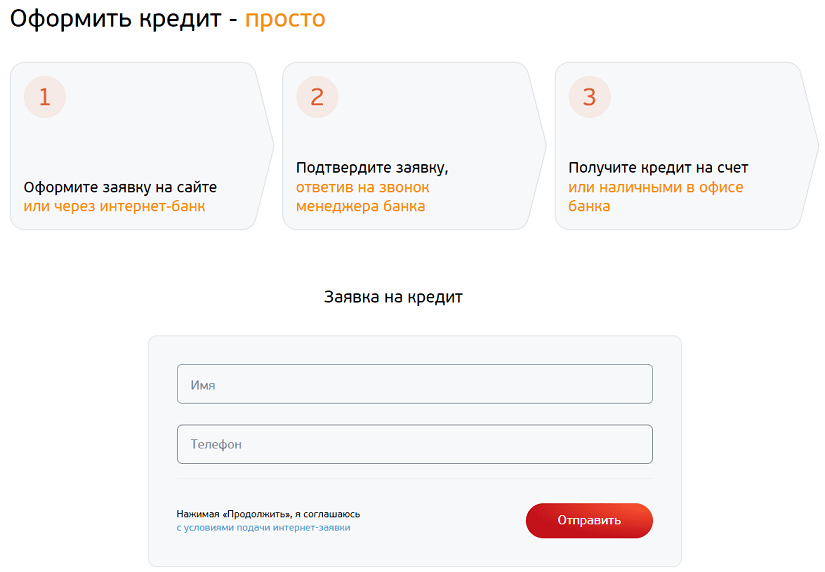 Оформить кредит - просто
1
Оформите заявку на сайте
или через интернет-банк
2
Подтвердите заявку,
ответив на звонок
менеджера банка
3
Получите кредит на счет
или наличными в офисе
банка
Заявка на кредит
Имя
Телефон
Нажимая «Продолжить», я соглашаюсь
с условиями подачи интернет-заявки
Отправить